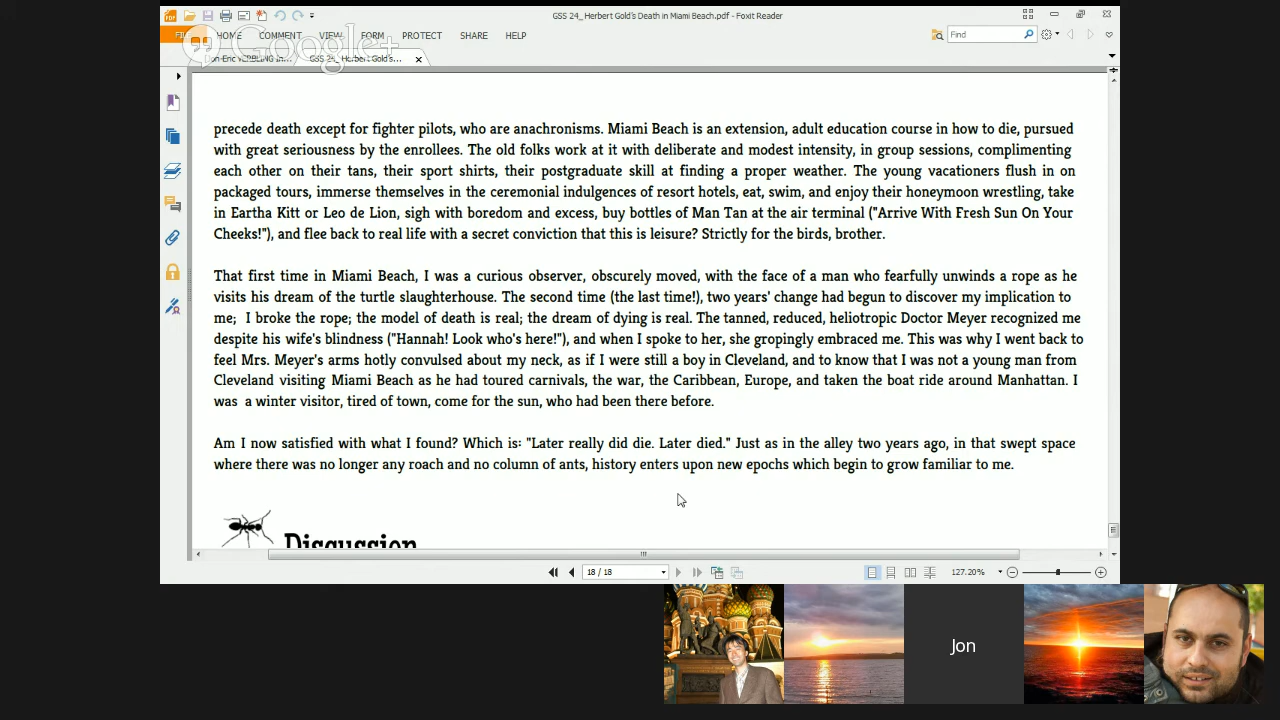 GSS 24_ Herbert Gold's Death in Miami Beach.pdf - Foxit Reader
FILE HOME COMMENT VIEW FORM PROTECT SHARE HELP
Find
Google+
GSS 24_ Herbert Gold's...
precede death except for fighter pilots, who are anachronisms. Miami Beach is an extension, adult education course in how to die, pursued
with great seriousness by the enrollees. The old folks work at it with deliberate and modest intensity, in group sessions, complimenting
each other on their tans, their sport shirts, their postgraduate skill at finding a proper weather. The young vacationers flush in on
packaged tours, immerse themselves in the ceremonial indulgences of resort hotels, eat, swim, and enjoy their honeymoon wrestling, take
in Eartha Kitt or Leo de Lion, sigh with boredom and excess, buy bottles of Man Tan at the air terminal ("Arrive With Fresh Sun On Your
Cheeks!"), and flee back to real life with a secret conviction that this is leisure? Strictly for the birds, brother.
That first time in Miami Beach, I was a curious observer, obscurely moved, with the face of a man who fearfully unwinds a rope as he
visits his dream of the turtle slaughterhouse. The second time (the last time!), two years' change had begun to discover my implication to
me; I broke the rope; the model of death is real; the dream of dying is real. The tanned, reduced, heliotropic Doctor Meyer recognized me
despite his wife's blindness ("Hannah! Look who's here!"), and when I spoke to her, she gropingly embraced me. This was why I went back to
feel Mrs. Meyer's arms hotly convulsed about my neck, as if I were still a boy in Cleveland, and to know that I was not a young man from
Cleveland visiting Miami Beach as he had toured carnivals, the war, the Caribbean, Europe, and taken the boat ride around Manhattan. I
was a winter visitor, tired of town, come for the sun, who had been there before.
Am I now satisfied with what I found? Which is: "Later really did die. Later died." Just as in the alley two years ago, in that swept space
where there was no longer any roach and no column of ants, history enters upon new epochs which begin to grow familiar to me.
Discussion
18 / 18
127.20%
Jon